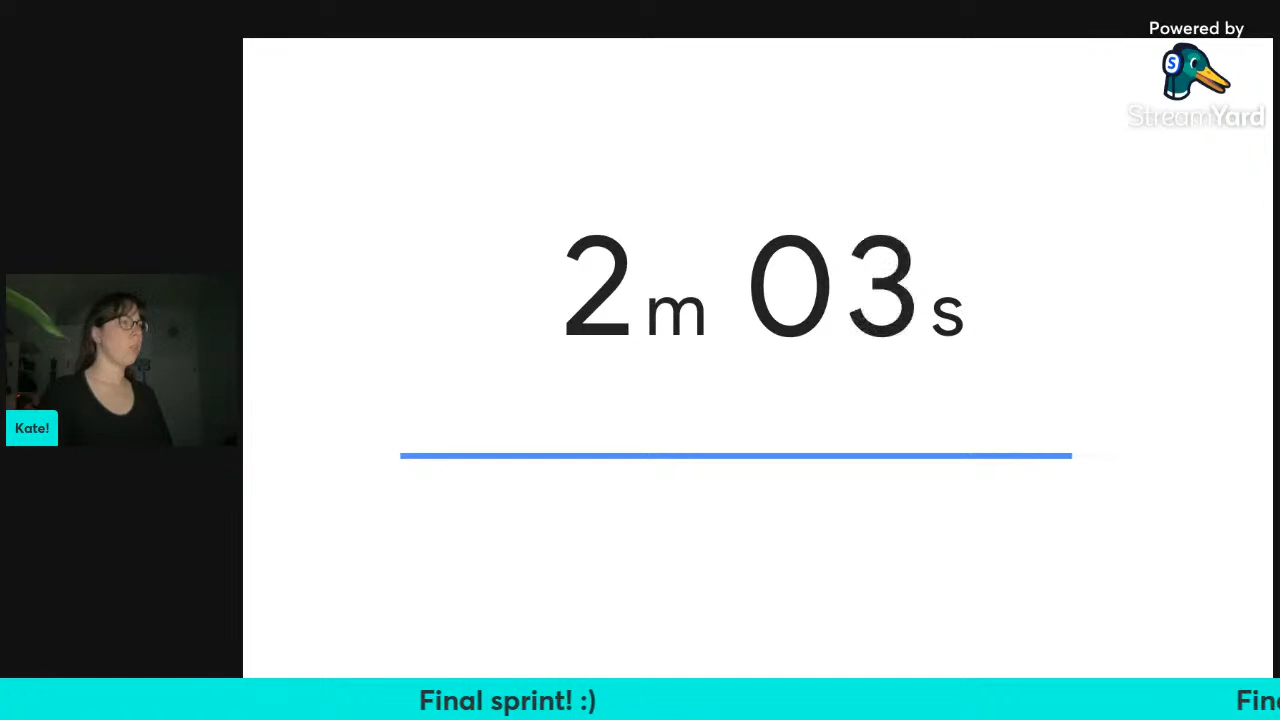 Powered by
S
StreamYard
2m 03s
Kate!
Final sprint! :)